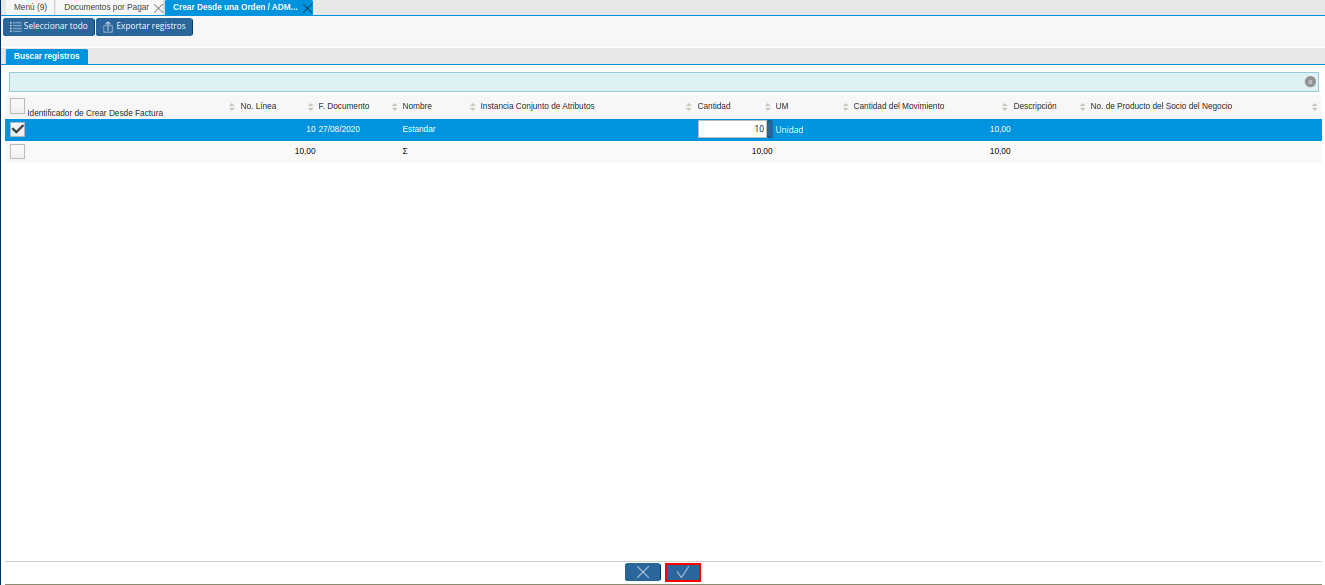 Menú (9) Documentos por Pagar Crear Desde una Orden / ADM...
Seleccionar todo Exportar registros
Buscar registros
Identificador de Crear Desde Factura No. Línea F. Documento Nombre Instancia Conjunto de Atributos Cantidad UM Cantidad del Movimiento Descripción No. de Producto del Socio del Negocio
10 27/08/2020 Estandar 10 Unidad 10,00
10,00 Σ 10,00 10,00